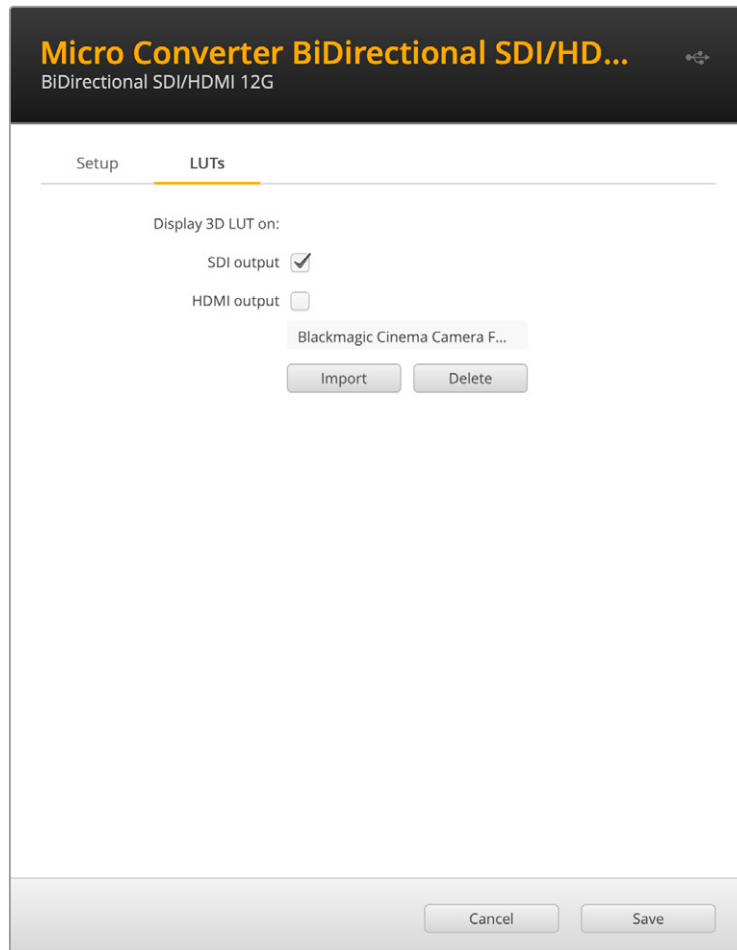 Micro Converter BiDirectional SDI/HD...
BiDirectional SDI/HDMI 12G
Setup LUTs
Display 3D LUT on:
SDI output
HDMI output
Blackmagic Cinema Camera F...
Import Delete
Cancel Save